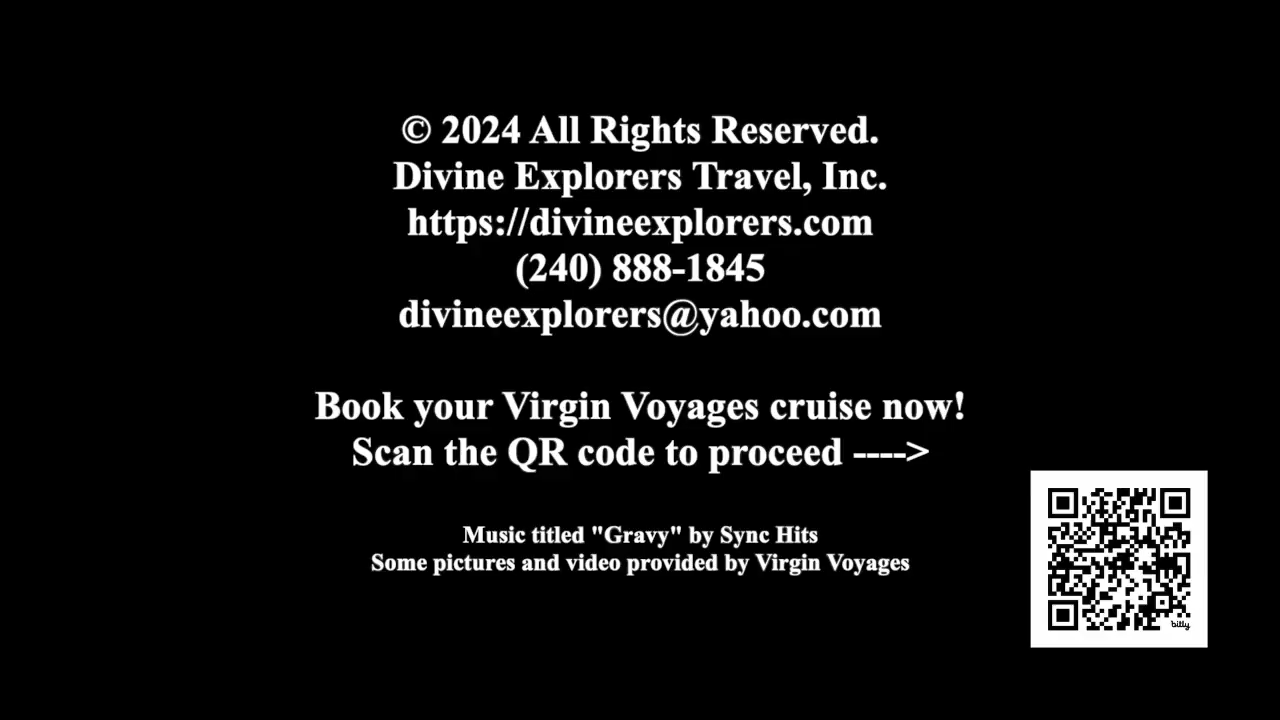 © 2024 All Rights Reserved.
Divine Explorers Travel, Inc.
https://divineexplorers.com
(240) 888-1845
divineexplorers@yahoo.com
Book your Virgin Voyages cruise now!
Scan the QR code to proceed ---->
Music titled "Gravy" by Sync Hits
Some pictures and video provided by Virgin Voyages
bitly